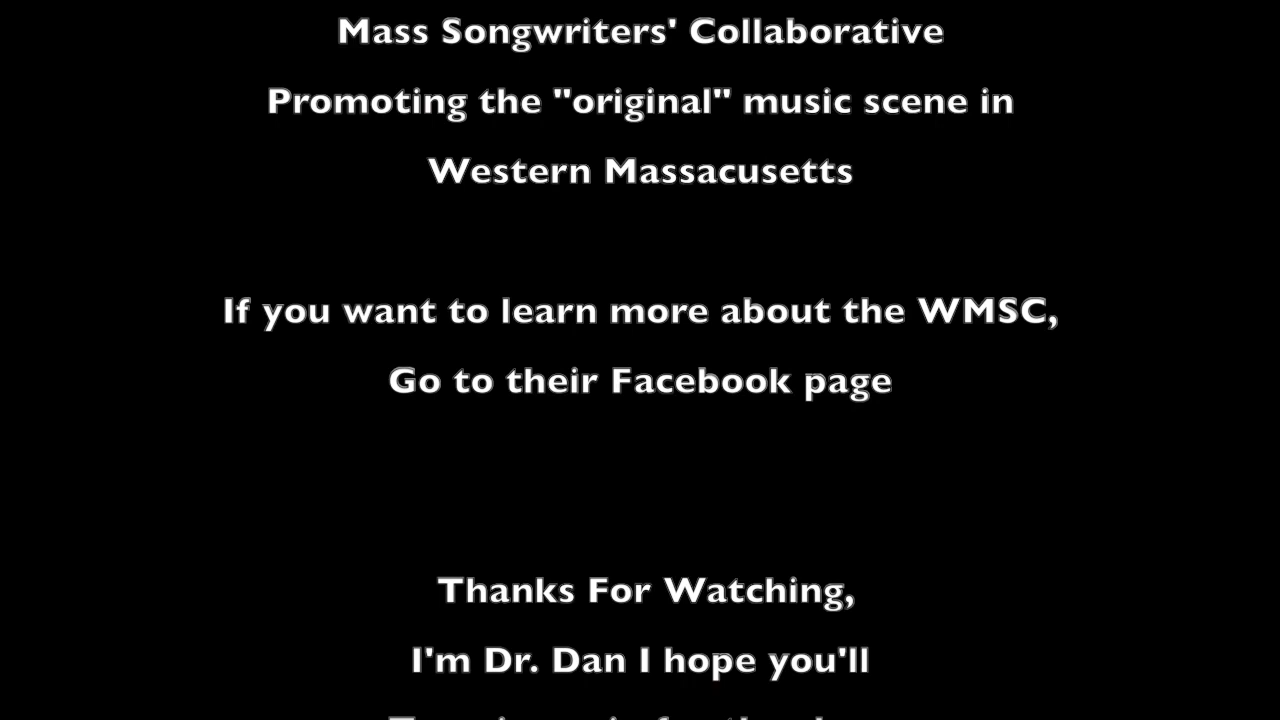 Mass Songwriters' Collaborative
Promoting the "original" music scene in
Western Massacusetts
If you want to learn more about the WMSC,
Go to their Facebook page
Thanks For Watching,
I'm Dr. Dan I hope you'll